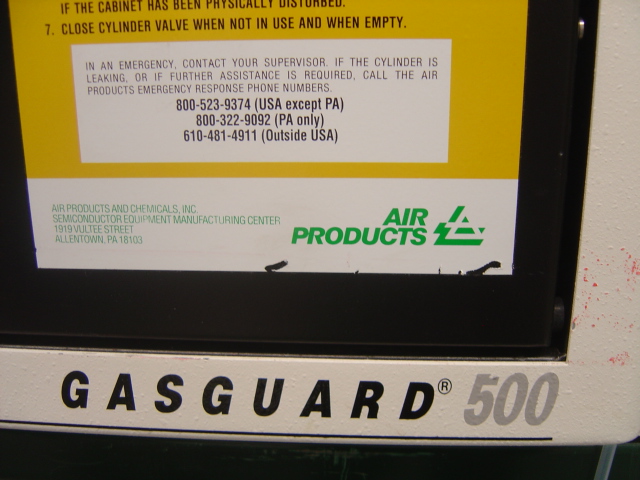 IF THE CABINET HAS BEEN PHYSICALLY DISTURBED.
7. CLOSE CYLINDER VALVE WHEN NOT IN USE AND WHEN EMPTY.
IN AN EMERGENCY, CONTACT YOUR SUPERVISOR. IF THE CYLINDER IS
LEAKING, OR IF FURTHER ASSISTANCE IS REQUIRED, CALL THE AIR
PRODUCTS EMERGENCY RESPONSE PHONE NUMBERS.
800-523-9374 (USA except PA)
800-322-9092 (PA only)
610-481-4911 (Outside USA)
AIR PRODUCTS AND CHEMICALS, INC.
SEMICONDUCTOR EQUIPMENT MANUFACTURING CENTER
1919 VULTEE STREET
ALLENTOWN, PA 18103
AIR
PRODUCTS
GASGUARD® 500